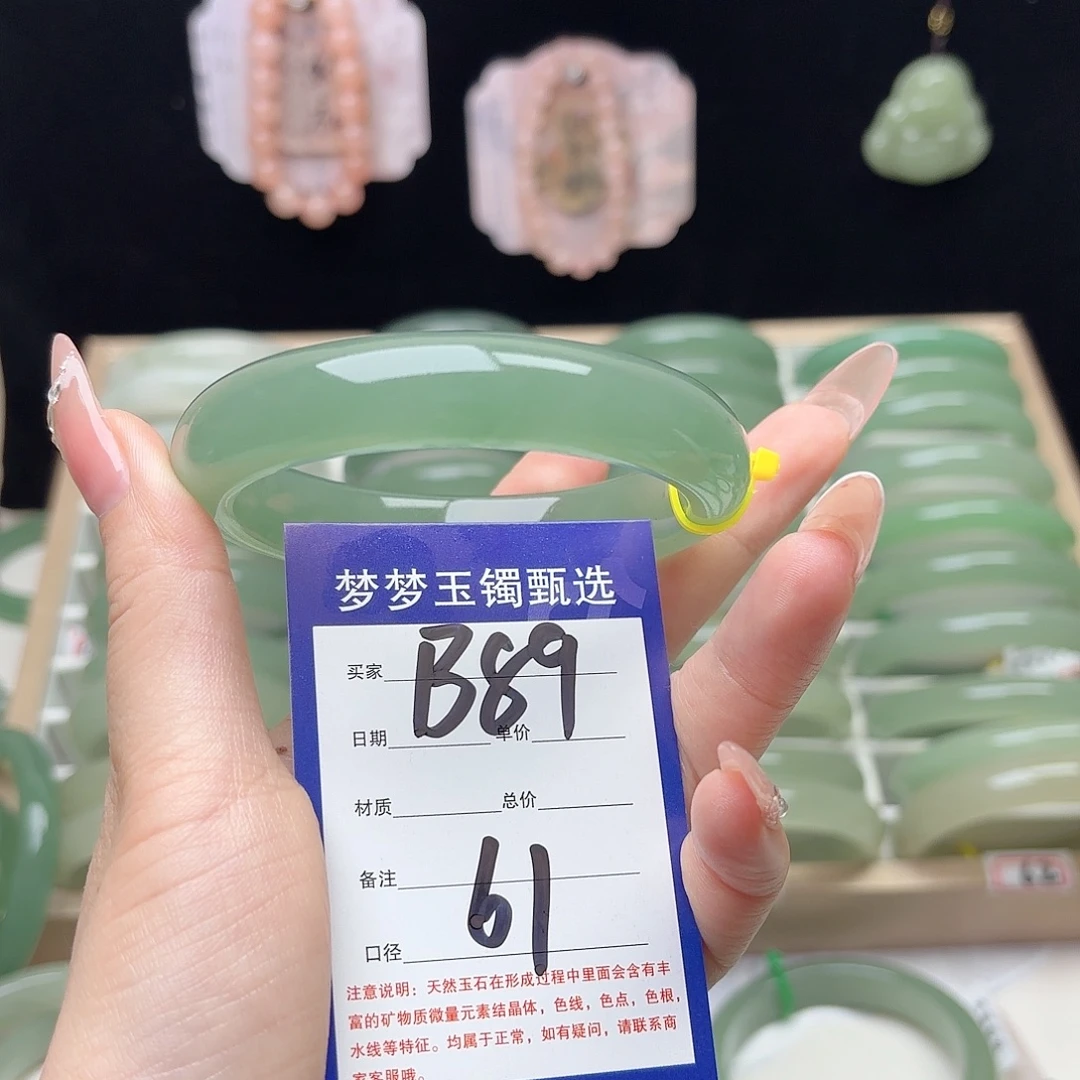 梦梦玉镯甄选
买家 B89
日期 单价
材质 总价
备注
口径 61
注意说明：天然玉石在形成过程中里面会含有丰
富的矿物质微量元素结晶体，色线，色点，色根，
水线等特征。均属于正常，如有疑问，请联系商
家客服哦。